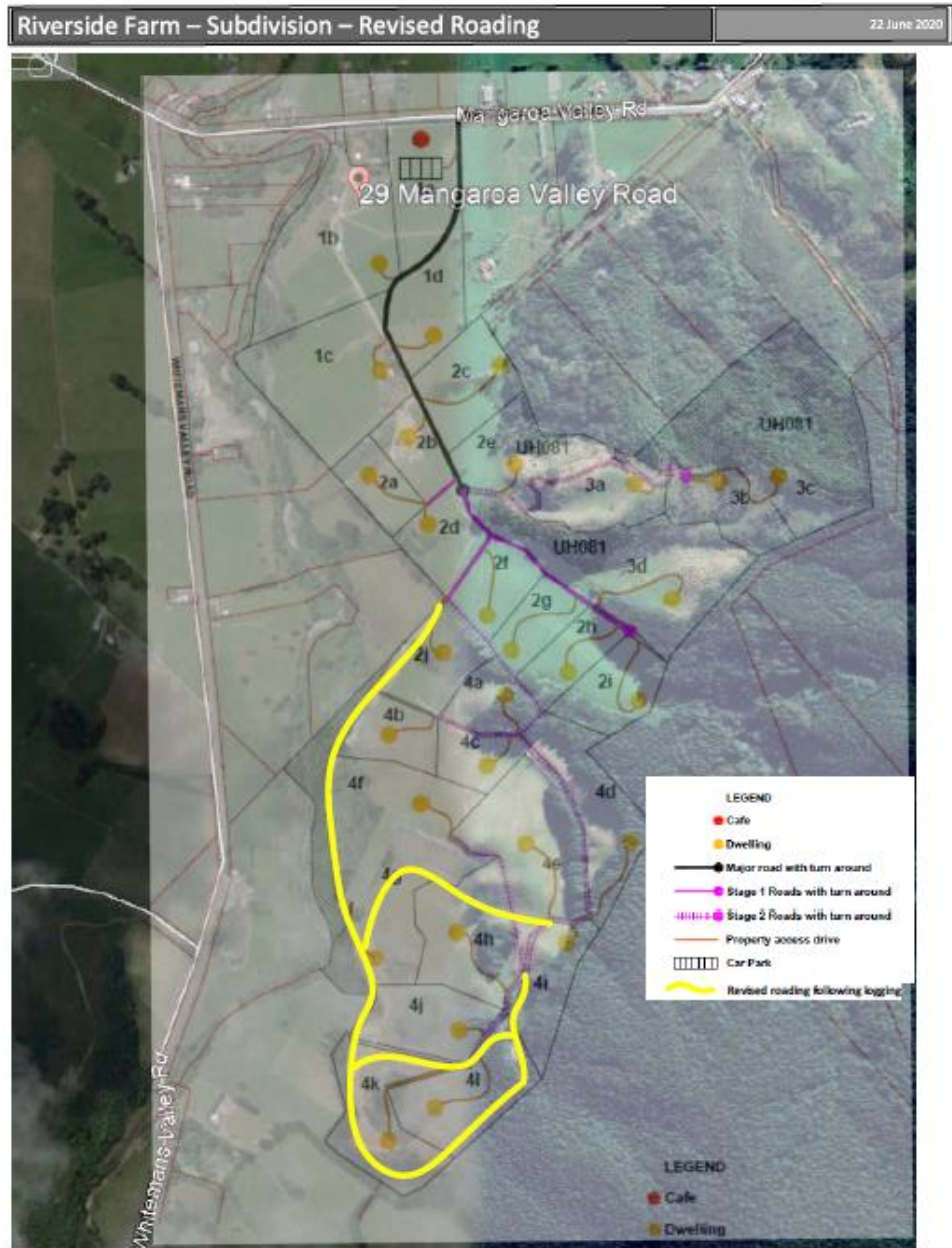 Riverside Farm – Subdivision – Revised Roading
22 June 2020
Mangaroa Valley Rd
29 Mangaroa Valley Road
1b
1d
1c
2c
WHITEMANS VALLEY RD
2b
2e
UH081
UH081
2a
3a
3b
3c
2d
UH081
2f
3d
2g
2h
2j
4a
2i
4b
4c
4f
4d
4e
4g
4h
4i
4j
4k
4l
Whitemans Valley Rd
LEGEND
Cafe
Dwelling
Major road with turn around
Stage 1 Roads with turn around
Stage 2 Roads with turn around
Property access drive
Car Park
Revised roading following logging
LEGEND
Cafe
Dwelling